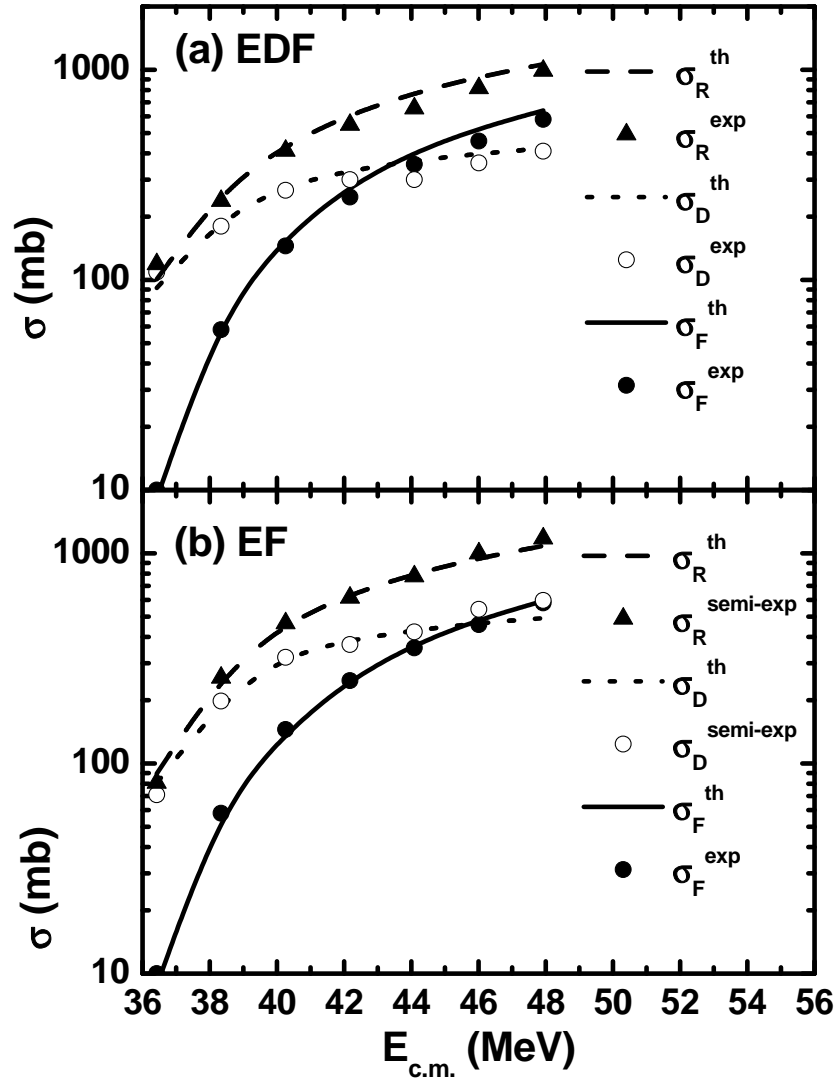 (a) EDF
1000
100
10
σ (mb)
σ_R^th
σ_R^exp
σ_D^th
σ_D^exp
σ_F^th
σ_F^exp
(b) EF
1000
100
10
σ (mb)
σ_R^th
σ_R^semi-exp
σ_D^th
σ_D^semi-exp
σ_F^th
σ_F^exp
36 38 40 42 44 46 48 50 52 54 56
E_c.m. (MeV)